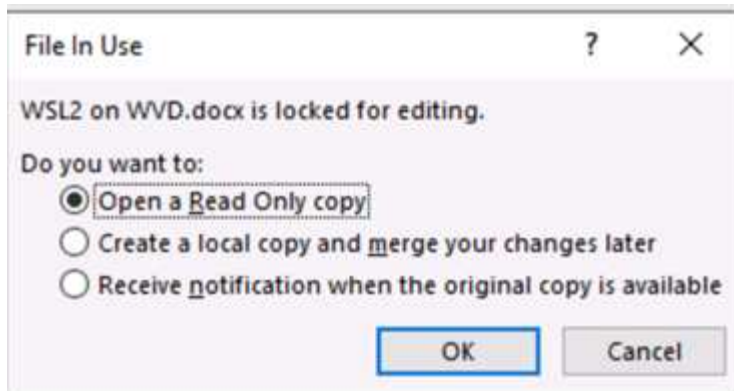 File In Use
WSL2 on WVD.docx is locked for editing.
Do you want to:
Open a Read Only copy
Create a local copy and merge your changes later
Receive notification when the original copy is available
OK Cancel